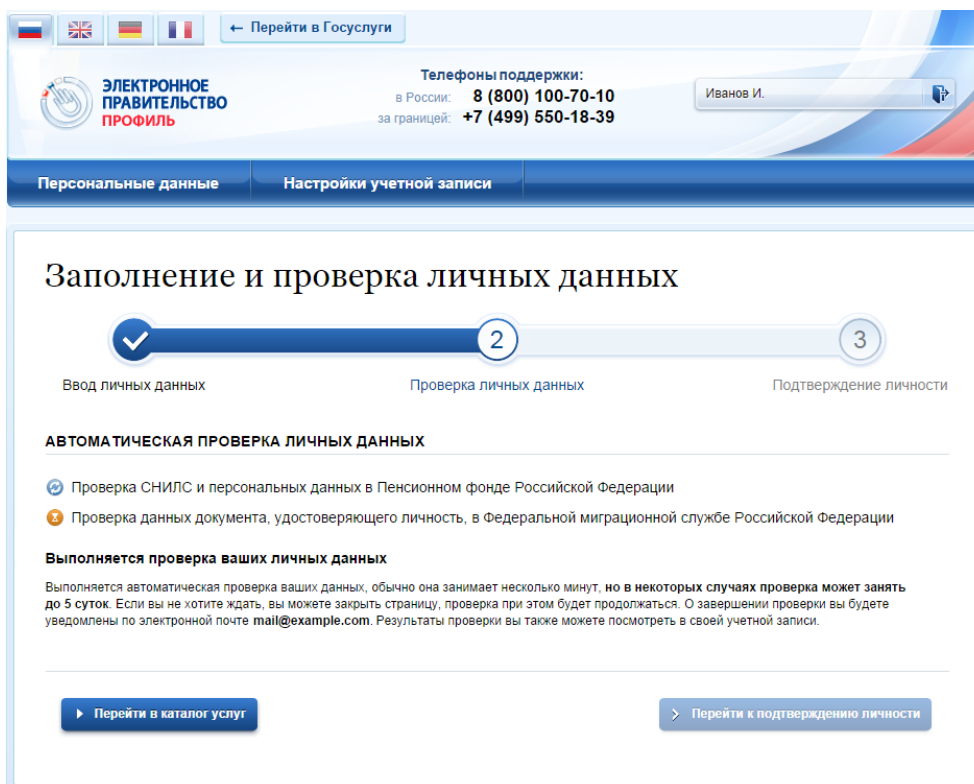 ← Перейти в Госуслуги
ЭЛЕКТРОННОЕ
ПРАВИТЕЛЬСТВО
ПРОФИЛЬ
Телефоны поддержки:
в России: 8 (800) 100-70-10
за границей: +7 (499) 550-18-39
Иванов И.
Персональные данные Настройки учетной записи
Заполнение и проверка личных данных
2 3
Ввод личных данных Проверка личных данных Подтверждение личности
АВТОМАТИЧЕСКАЯ ПРОВЕРКА ЛИЧНЫХ ДАННЫХ
Проверка СНИЛС и персональных данных в Пенсионном фонде Российской Федерации
Проверка данных документа, удостоверяющего личность, в Федеральной миграционной службе Российской Федерации
Выполняется проверка ваших личных данных
Выполняется автоматическая проверка ваших данных, обычно она занимает несколько минут, но в некоторых случаях проверка может занять
до 5 суток. Если вы не хотите ждать, вы можете закрыть страницу, проверка при этом будет продолжаться. О завершении проверки вы будете
уведомлены по электронной почте mail@example.com. Результаты проверки вы также можете посмотреть в своей учетной записи.
Перейти в каталог услуг
Перейти к подтверждению личности